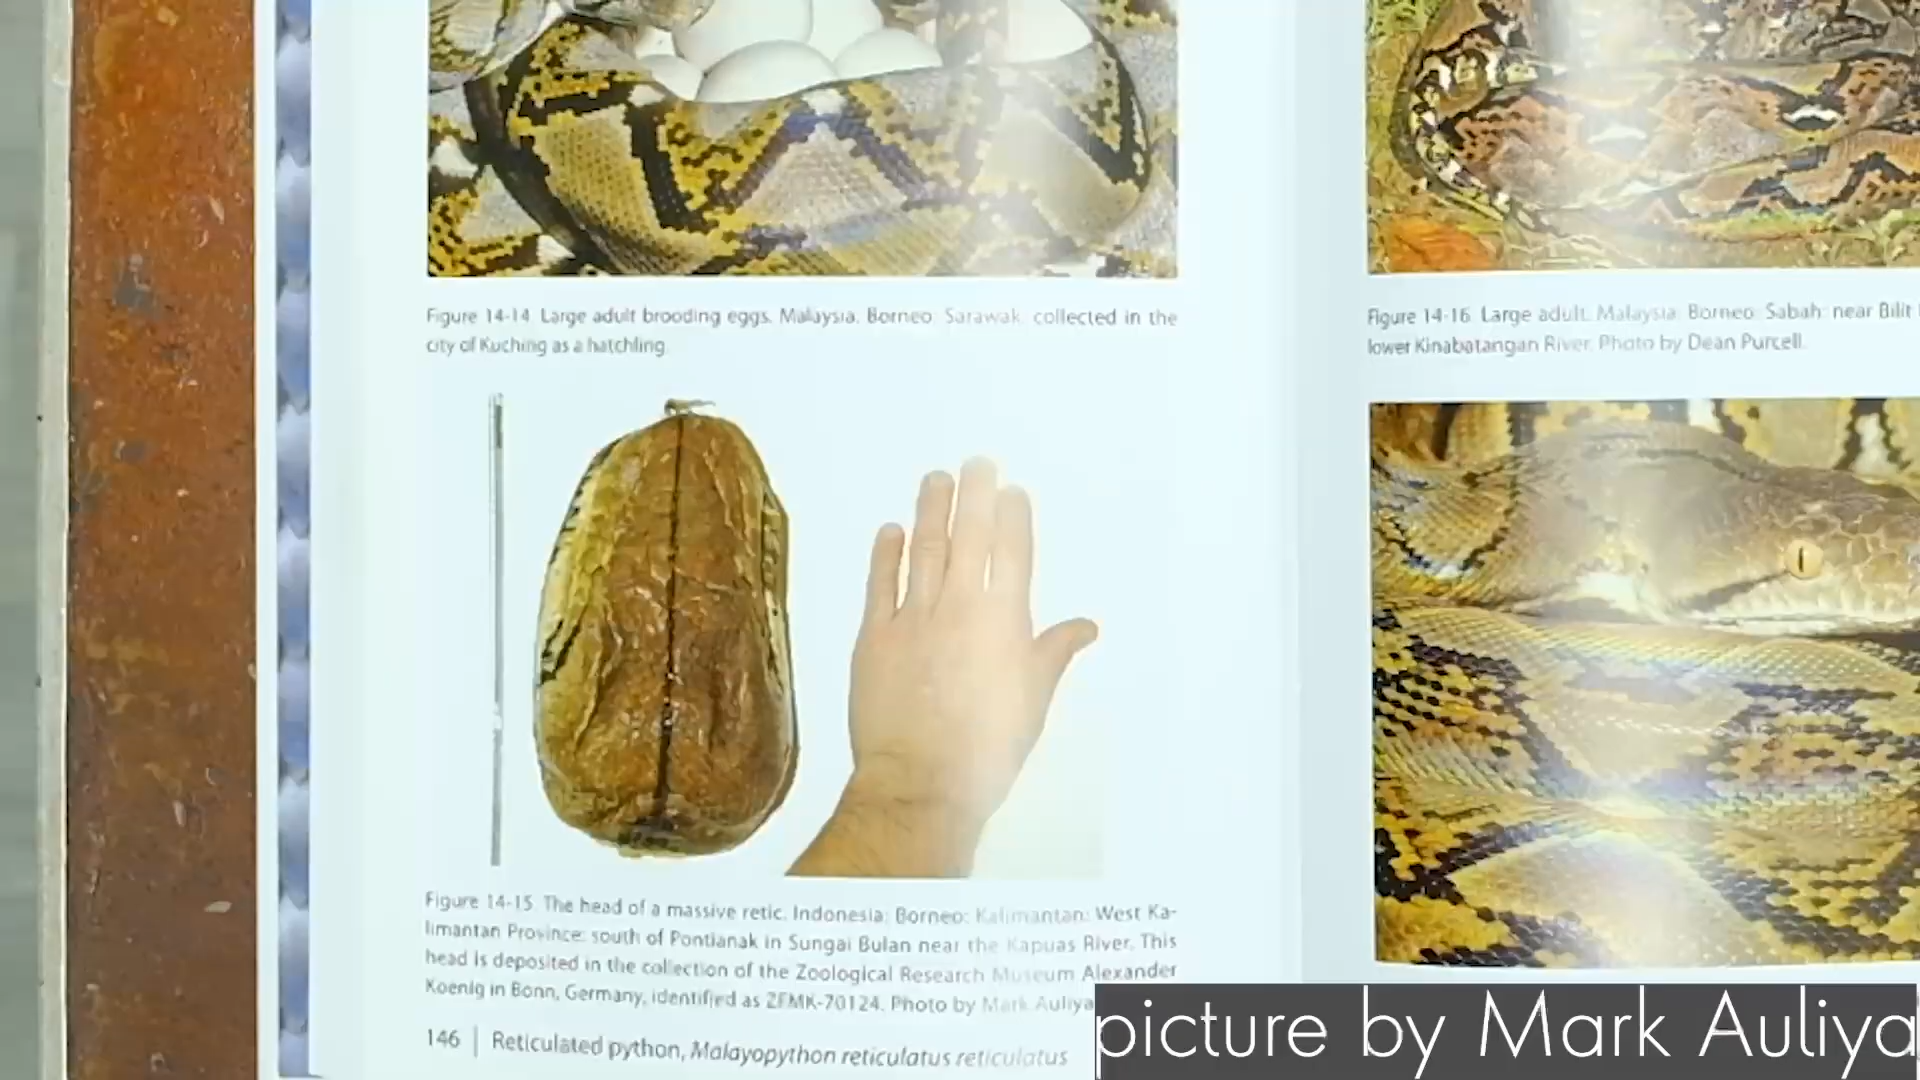 Figure 14-14. Large adult brooding eggs. Malaysia. Borneo. Sarawak. collected in the
city of Kuching as a hatchling.
Figure 14-15. The head of a massive retic. Indonesia: Borneo: Kalimantan: West Ka-
limantan Province: south of Pontianak in Sungai Bulan near the Kapuas River. This
head is deposited in the collection of the Zoological Research Museum Alexander
Koenig in Bonn, Germany, identified as ZFMK-70124. Photo by Mark Auliya
146 | Reticulated python, Malayopython reticulatus reticulatus
Figure 14-16. Large adult. Malaysia: Borneo: Sabah: near Bilit
lower Kinabatangan River. Photo by Dean Purcell.
picture by Mark Auliya